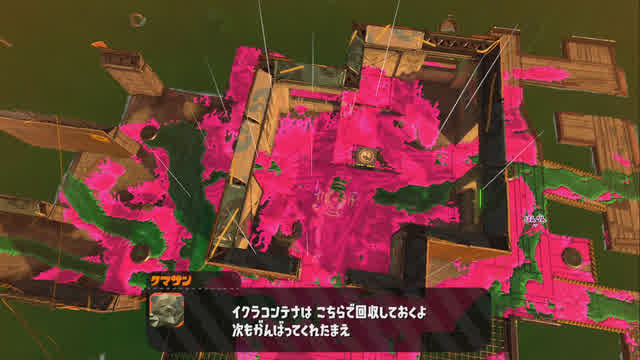 クマサン
イクラコンテナは こちらで回収しておくよ
次もがんばってくれたまえ